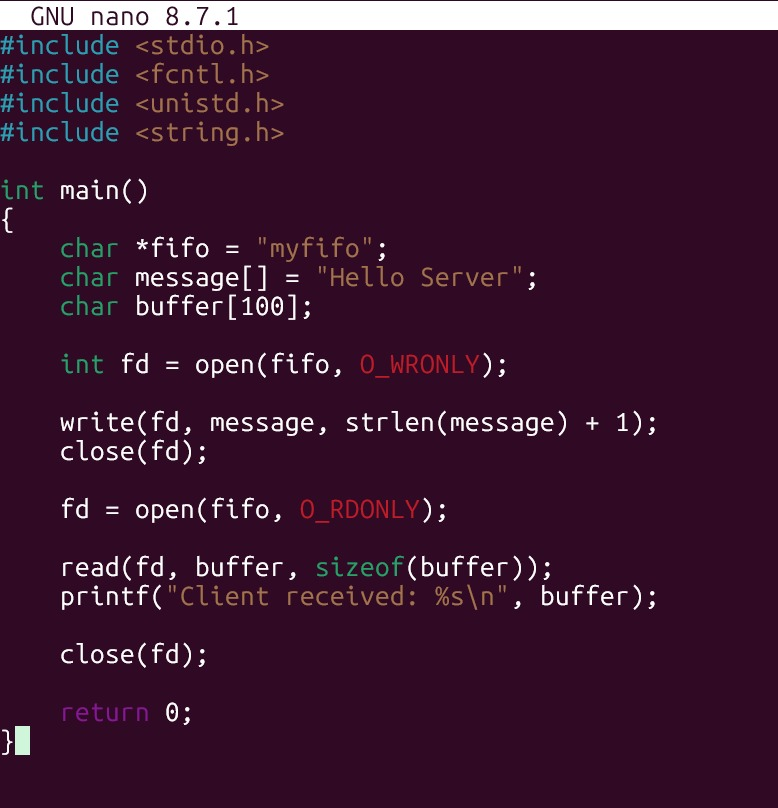 GNU nano 8.7.1
#include <stdio.h>
#include <fcntl.h>
#include <unistd.h>
#include <string.h>
int main()
{
    char *fifo = "myfifo";
    char message[] = "Hello Server";
    char buffer[100];
    int fd = open(fifo, O_WRONLY);
    write(fd, message, strlen(message) + 1);
    close(fd);
    fd = open(fifo, O_RDONLY);
    read(fd, buffer, sizeof(buffer));
    printf("Client received: %s\n", buffer);
    close(fd);
    return 0;
}